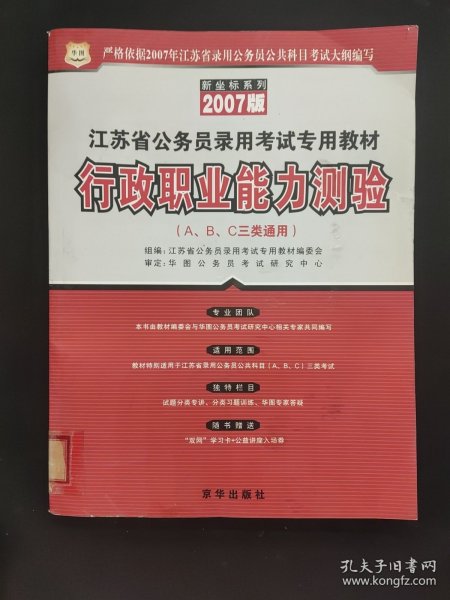 华图
严格依据2007年江苏省录用公务员公共科目考试大纲编写
新坐标系列
2007版
江苏省公务员录用考试专用教材
行政职业能力测验
（A、B、C三类通用）
组编：江苏省公务员录用考试专用教材编委会
审定：华图公务员考试研究中心
专业团队
本书由教材编委会与华图公务员考试研究中心相关专家共同编写
适用范围
教材特别适用于江苏省录用公务员公共科目（A、B、C）三类考试
独特栏目
试题分类专讲、分类习题训练、华图专家答疑
随书赠送
“双网”学习卡+公益讲座入场券
京华出版社
孔夫子旧书网
www.kongfz.com